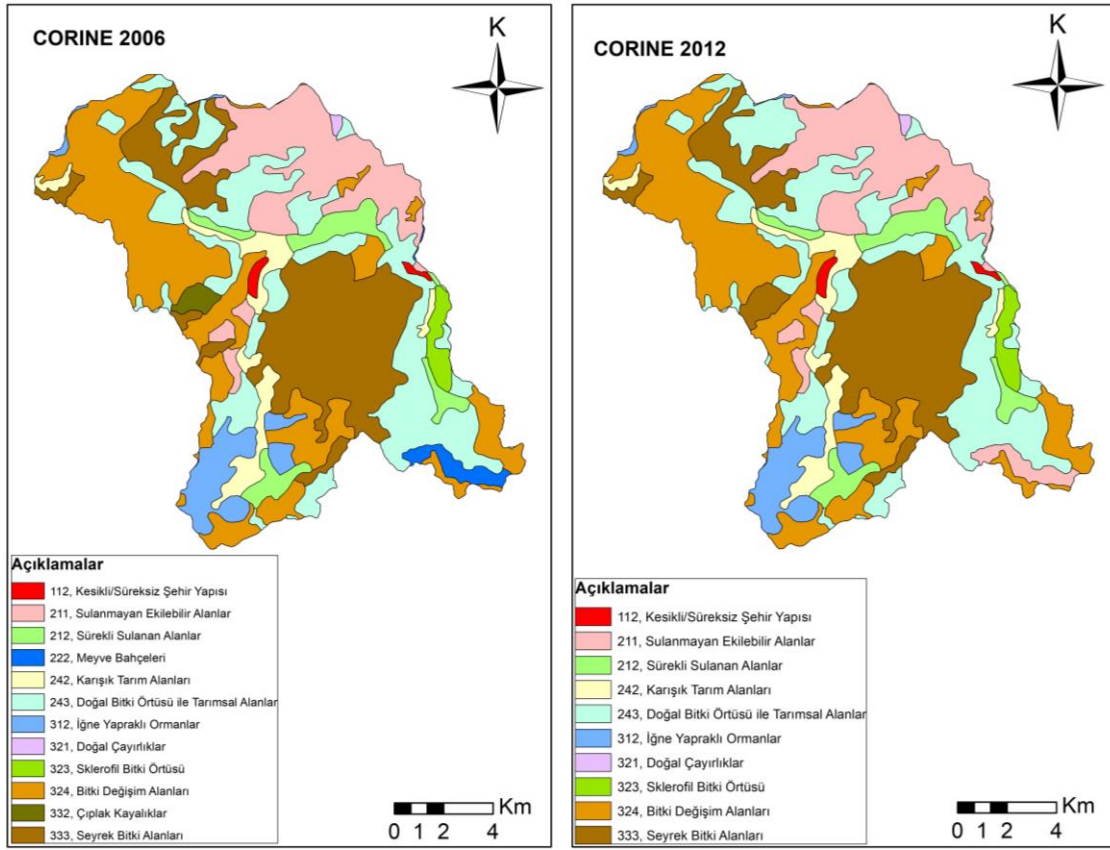 CORINE 2006
K
Açıklamalar
112, Kesikli/Süreksiz Şehir Yapısı
211, Sulanmayan Ekilebilir Alanlar
212, Sürekli Sulanan Alanlar
222, Meyve Bahçeleri
242, Karışık Tarım Alanları
243, Doğal Bitki Örtüsü ile Tarımsal Alanlar
312, İğne Yapraklı Ormanlar
321, Doğal Çayırlıklar
323, Sklerofil Bitki Örtüsü
324, Bitki Değişim Alanları
332, Çıplak Kayalıklar
333, Seyrek Bitki Alanları
Km
0 1 2 4
CORINE 2012
K
Açıklamalar
112, Kesikli/Süreksiz Şehir Yapısı
211, Sulanmayan Ekilebilir Alanlar
212, Sürekli Sulanan Alanlar
242, Karışık Tarım Alanları
243, Doğal Bitki Örtüsü ile Tarımsal Alanlar
312, İğne Yapraklı Ormanlar
321, Doğal Çayırlıklar
323, Sklerofil Bitki Örtüsü
324, Bitki Değişim Alanları
333, Seyrek Bitki Alanları
Km
0 1 2 4